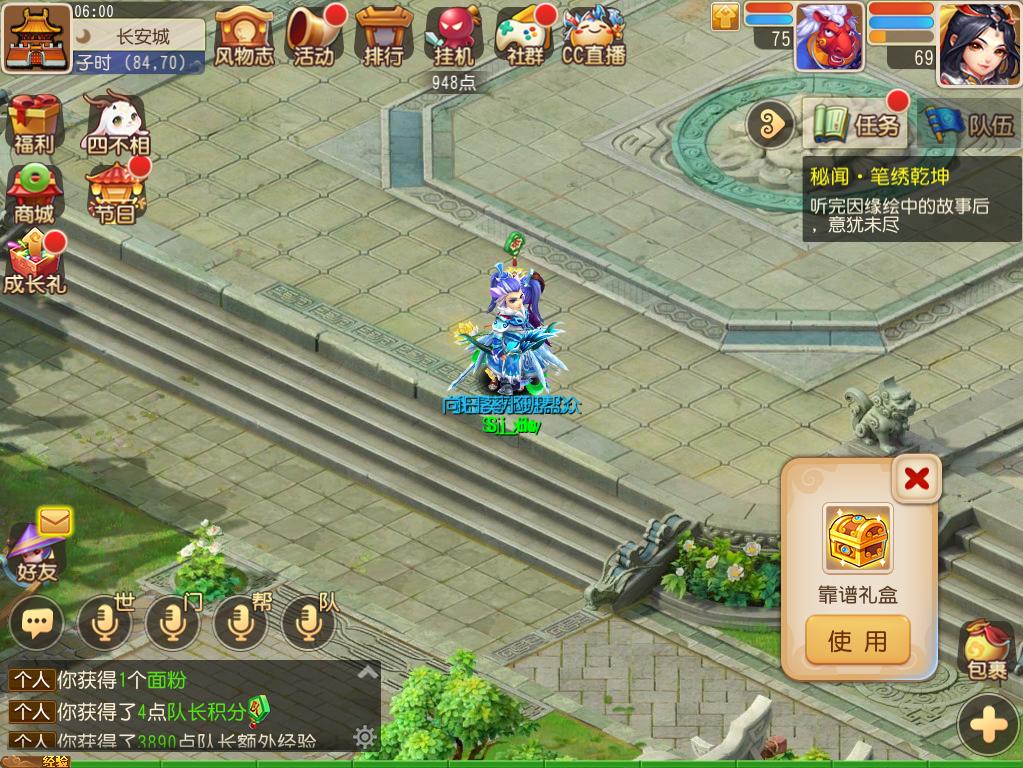 06:00
长安城
子时 (84,70)
风物志
活动
排行
挂机
948点
社群
CC直播
75
69
福利
四不相
商城
节日
成长礼
任务
队伍
秘闻·笔绣乾坤
听完因缘绘中的故事后
，意犹未尽
靠谱礼盒
使用
包裹
好友
世
门
帮
队
个人 你获得1个面粉
个人 你获得了4点队长积分
个人 你获得了3890点队长额外经验
经验